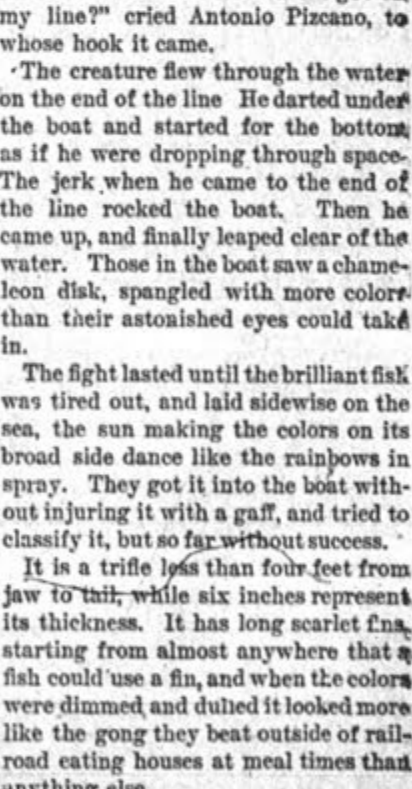 my line?" cried Antonio Pizcano, to
whose hook it came.
The creature flew through the water
on the end of the line He darted under
the boat and started for the bottom,
as if he were dropping through space.
The jerk when he came to the end of
the line rocked the boat. Then he
came up, and finally leaped clear of the
water. Those in the boat saw a chame-
leon disk, spangled with more colors
than their astonished eyes could take
in.
The fight lasted until the brilliant fish
was tired out, and laid sidewise on the
sea, the sun making the colors on its
broad side dance like the rainbows in
spray. They got it into the boat with-
out injuring it with a gaff, and tried to
classify it, but so far without success.
It is a trifle less than four feet from
jaw to tail, while six inches represent
its thickness. It has long scarlet fins,
starting from almost anywhere that a
fish could use a fin, and when the colors
were dimmed and dulled it looked more
like the gong they beat outside of rail-
road eating houses at meal times than
anything else.